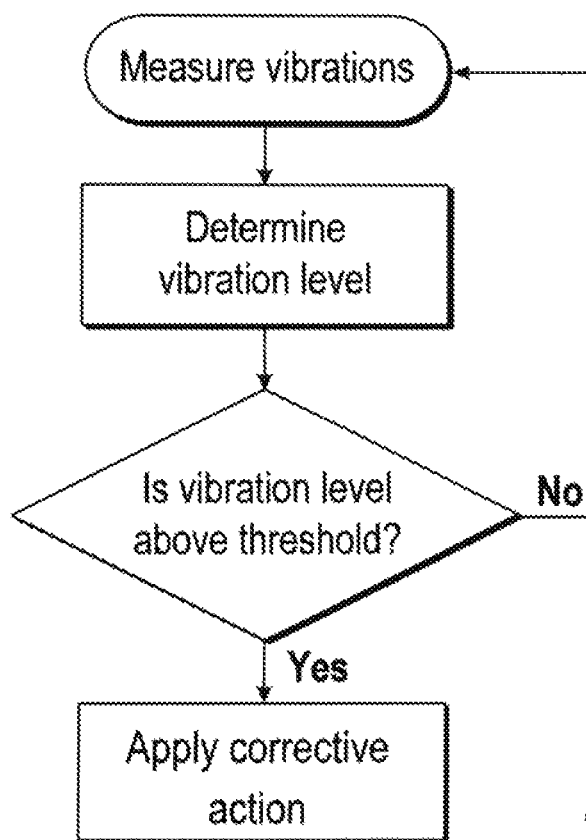 Measure vibrations
Determine
vibration level
Is vibration level
above threshold?
No
Yes
Apply corrective
action